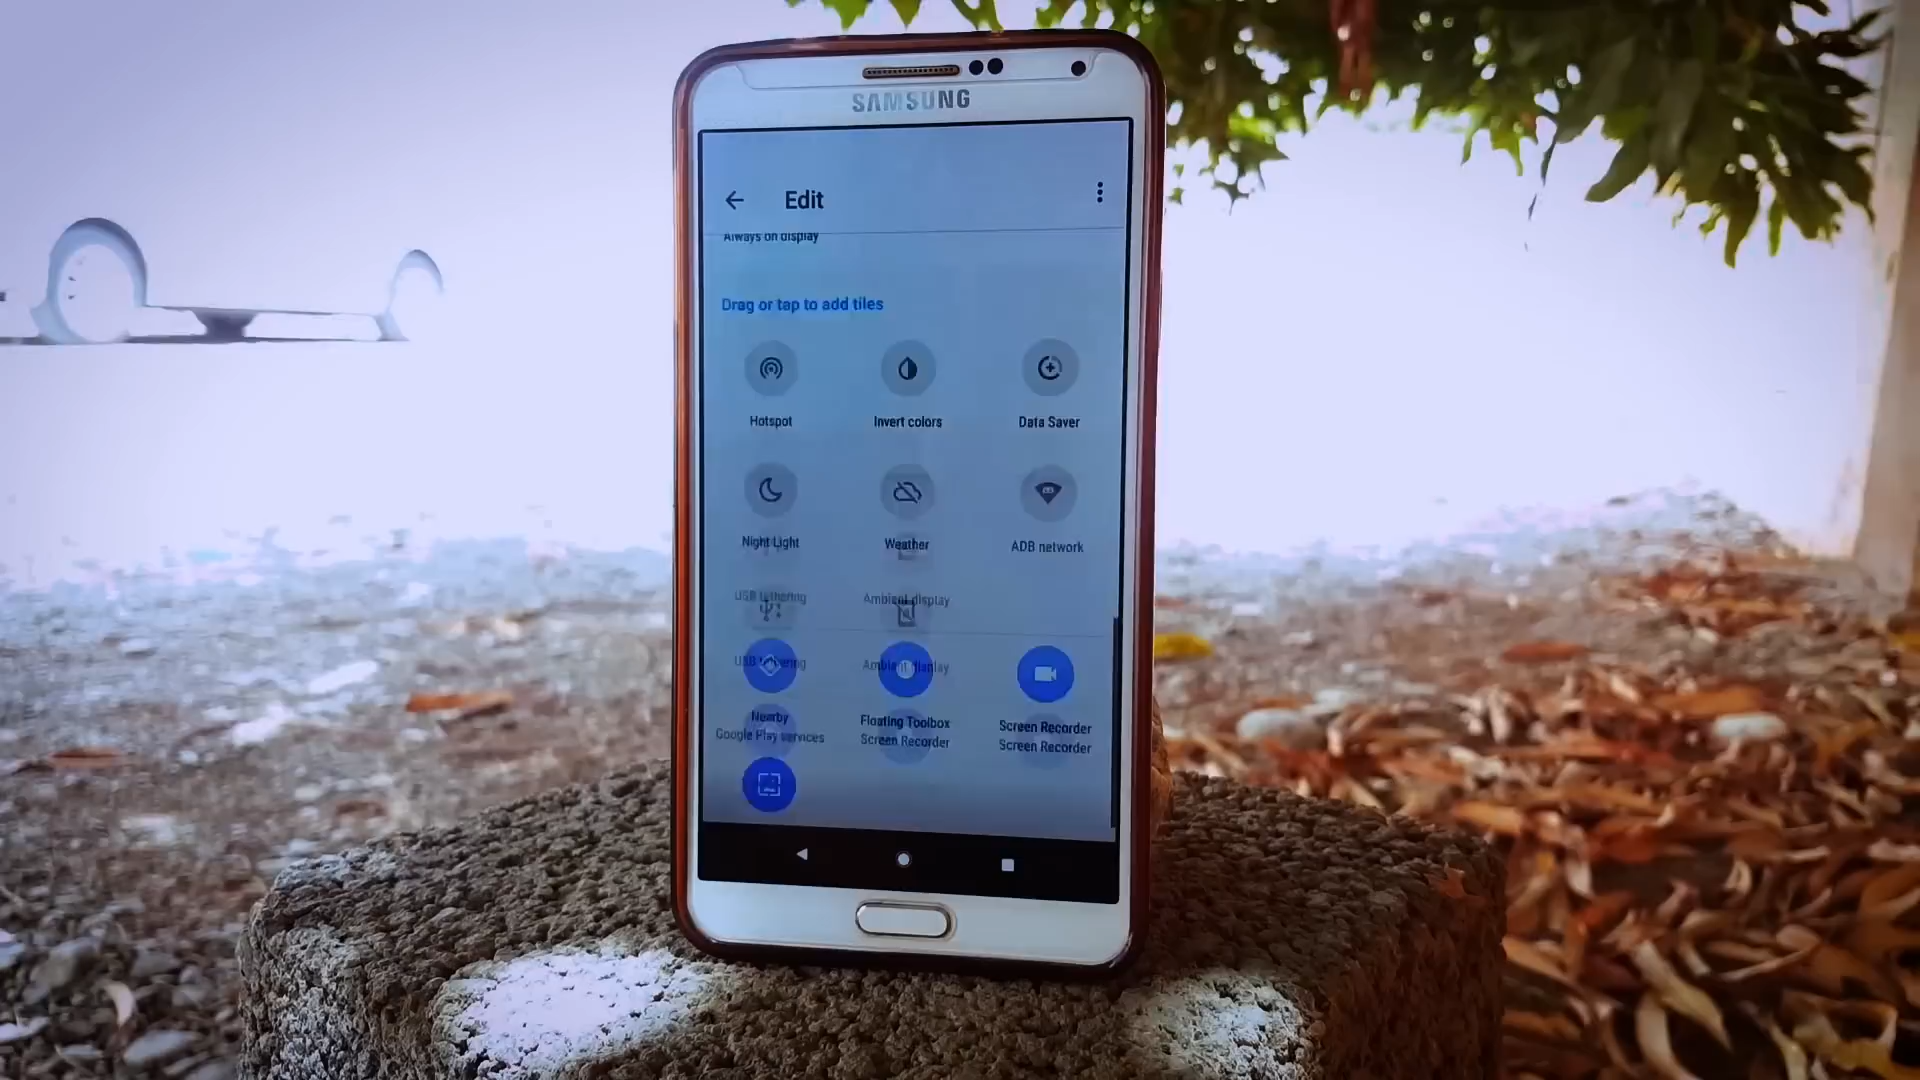 SAMSUNG
Edit
Always on display
Drag or tap to add tiles
Hotspot
Invert colors
Data Saver
Night Light
Weather
ADB network
USB tethering
Ambient display
USB tethering
Ambient display
Nearby
Google Play services
Floating Toolbox
Screen Recorder
Screen Recorder
Screen Recorder